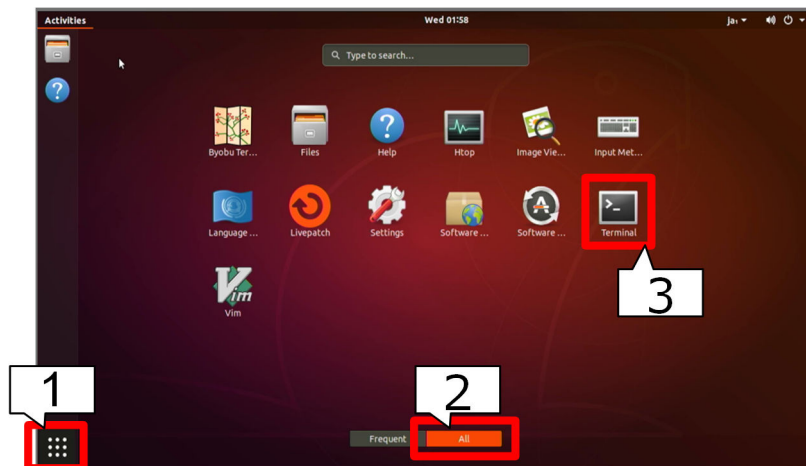 Activities
Wed 01:58
ja₁
Type to search...
Byobu Ter...
Files
Help
Htop
Image Vie...
Input Met...
Language ...
Livepatch
Settings
Software ...
Software ...
Terminal
3
Vim
1
2
Frequent
All